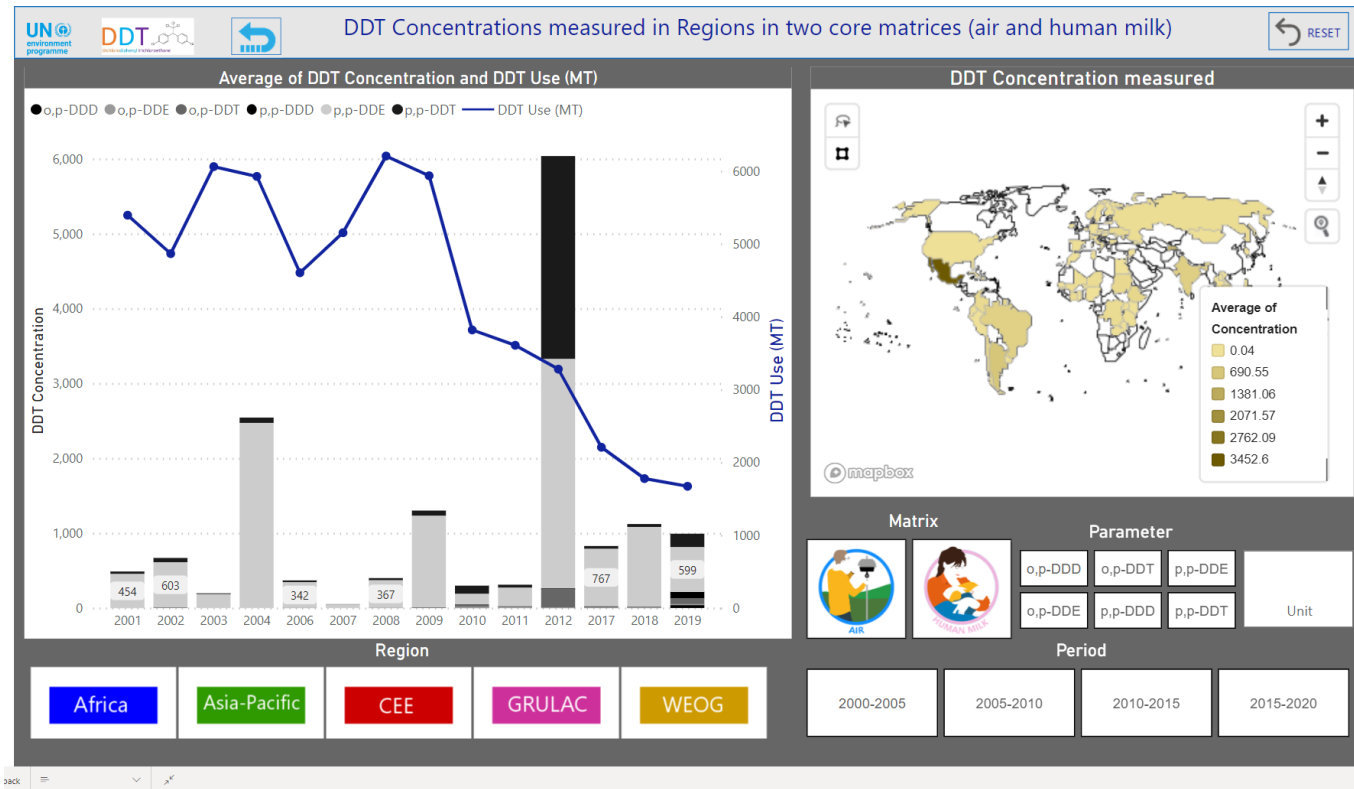 UN
environment
programme
DDT
DDT Concentrations measured in Regions in two core matrices (air and human milk)
RESET
Average of DDT Concentration and DDT Use (MT)
o,p-DDD o,p-DDE o,p-DDT p,p-DDD p,p-DDE p,p-DDT DDT Use (MT)
DDT Concentration
6,000
5,000
4,000
3,000
2,000
1,000
0
454
603
342
367
767
599
6000
5000
4000
3000
2000
1000
0
DDT Use (MT)
2001 2002 2003 2004 2006 2007 2008 2009 2010 2011 2012 2017 2018 2019
DDT Concentration measured
Average of
Concentration
0.04
690.55
1381.06
2071.57
2762.09
3452.6
mapbox
Region
Africa
Asia-Pacific
CEE
GRULAC
WEOG
Matrix
AIR
HUMAN MILK
Parameter
o,p-DDD o,p-DDT p,p-DDE
o,p-DDE p,p-DDD p,p-DDT
Unit
Period
2000-2005
2005-2010
2010-2015
2015-2020